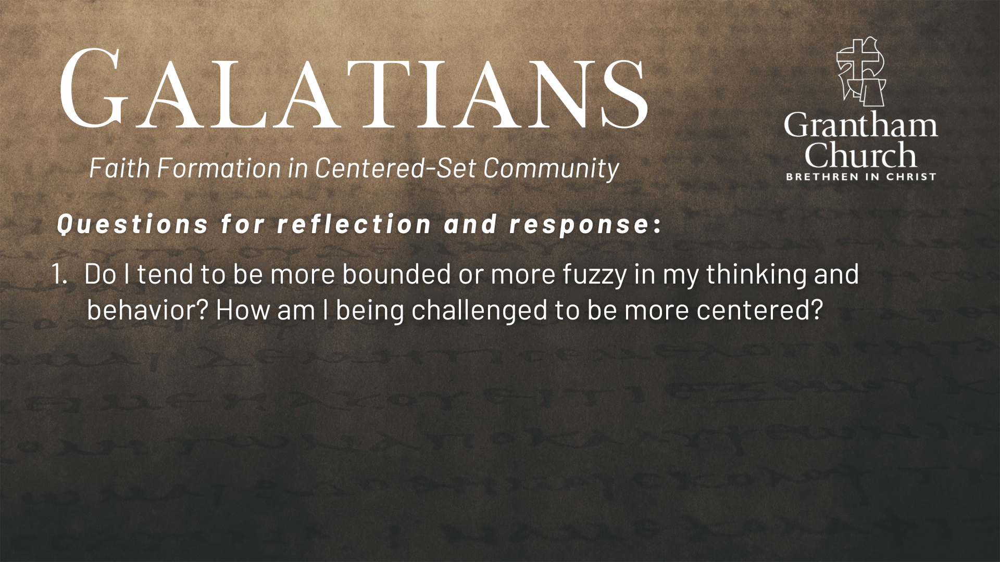 GALATIANS
Faith Formation in Centered-Set Community
Grantham
Church
BRETHREN IN CHRIST
Questions for reflection and response:
1. Do I tend to be more bounded or more fuzzy in my thinking and
behavior? How am I being challenged to be more centered?